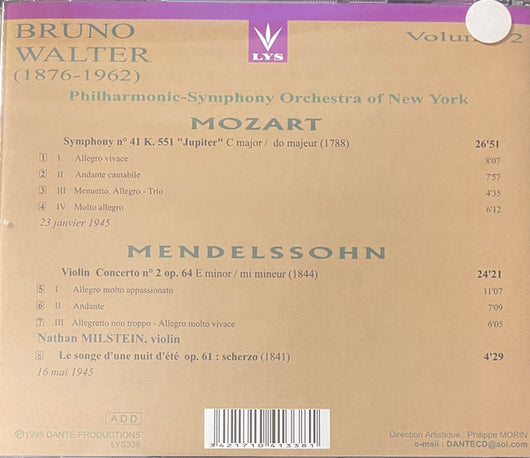 BRUNO
WALTER
(1876-1962)
LYS
Volum 2
Philharmonic-Symphony Orchestra of New York
MOZART
Symphony n° 41 K. 551 "Jupiter" C major / do majeur (1788) 26'51
1 I Allegro vivace 8'07
2 II Andante cantabile 7'57
3 III Menuetto. Allegro - Trio 4'35
4 IV Molto allegro 6'12
23 janvier 1945
MENDELSSOHN
Violin Concerto n° 2 op. 64 E minor / mi mineur (1844) 24'21
5 I Allegro molto appassionato 11'07
6 II Andante 7'09
7 III Allegretto non troppo - Allegro molto vivace 6'05
Nathan MILSTEIN, violin
8 Le songe d'une nuit d'été op. 61 : scherzo (1841) 4'29
16 mai 1945
ADD
℗1998 DANTE PRODUCTIONS
LYS338
3421710413381
Direction Artistique : Philippe MORIN
e-mail : DANTECD@aol.com